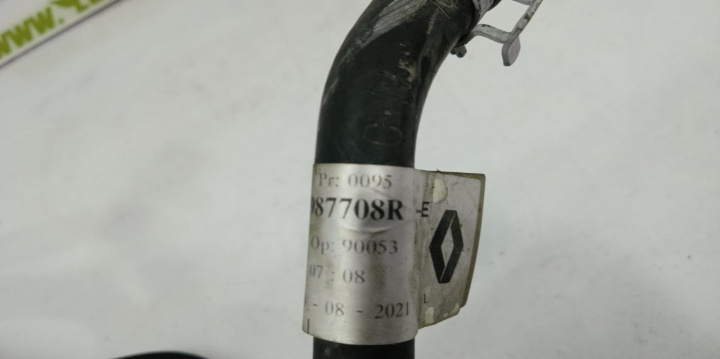 Pr: 0095
987708R -E
Op: 90053
07 : 08
- 08 - 2021
L